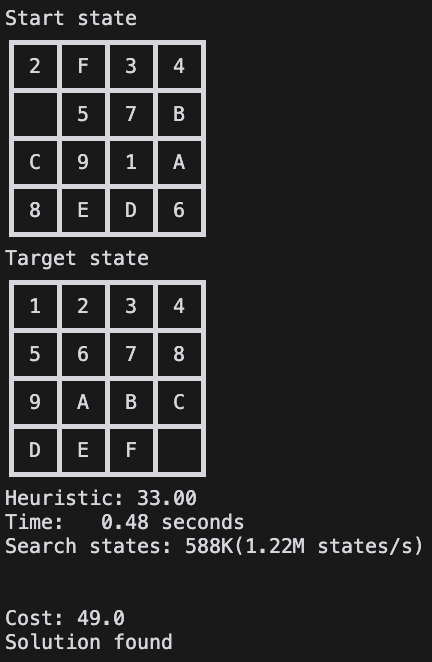 Start state
2 F 3 4
5 7 B
C 9 1 A
8 E D 6
Target state
1 2 3 4
5 6 7 8
9 A B C
D E F
Heuristic: 33.00
Time:   0.48 seconds
Search states: 588K(1.22M states/s)
Cost: 49.0
Solution found